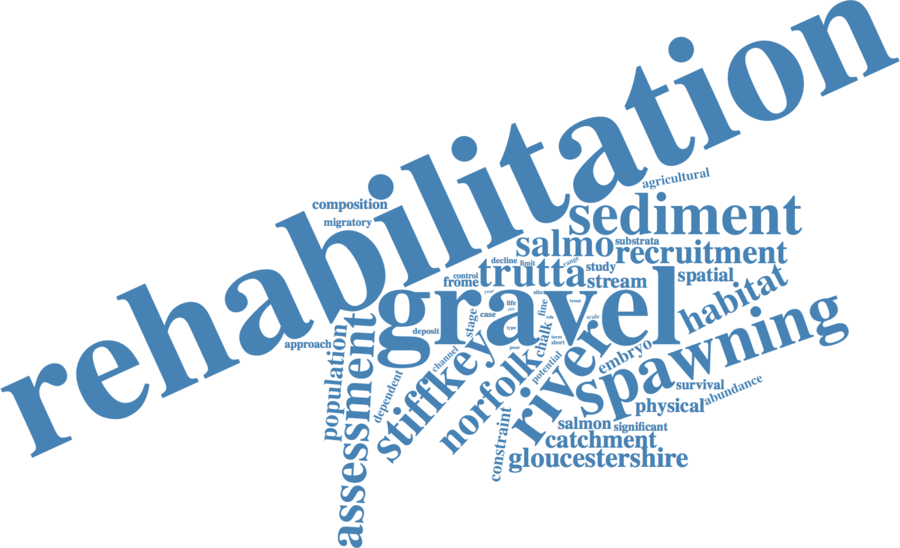 rehabilitation
agricultural
composition
sediment
migratory
salmo
substrata
recruitment
decline
limit
range
study
trutta
control
frome
stream
spatial
habitat
gravel
life
case
stage
fine
scale
type
deposit
chalk
river
spawning
approach
population
assessment
channel
stiffkey
norfolk
potential
term
short
embryo
dependent
survival
abundance
physical
constraint
salmon
significant
catchment
gloucestershire